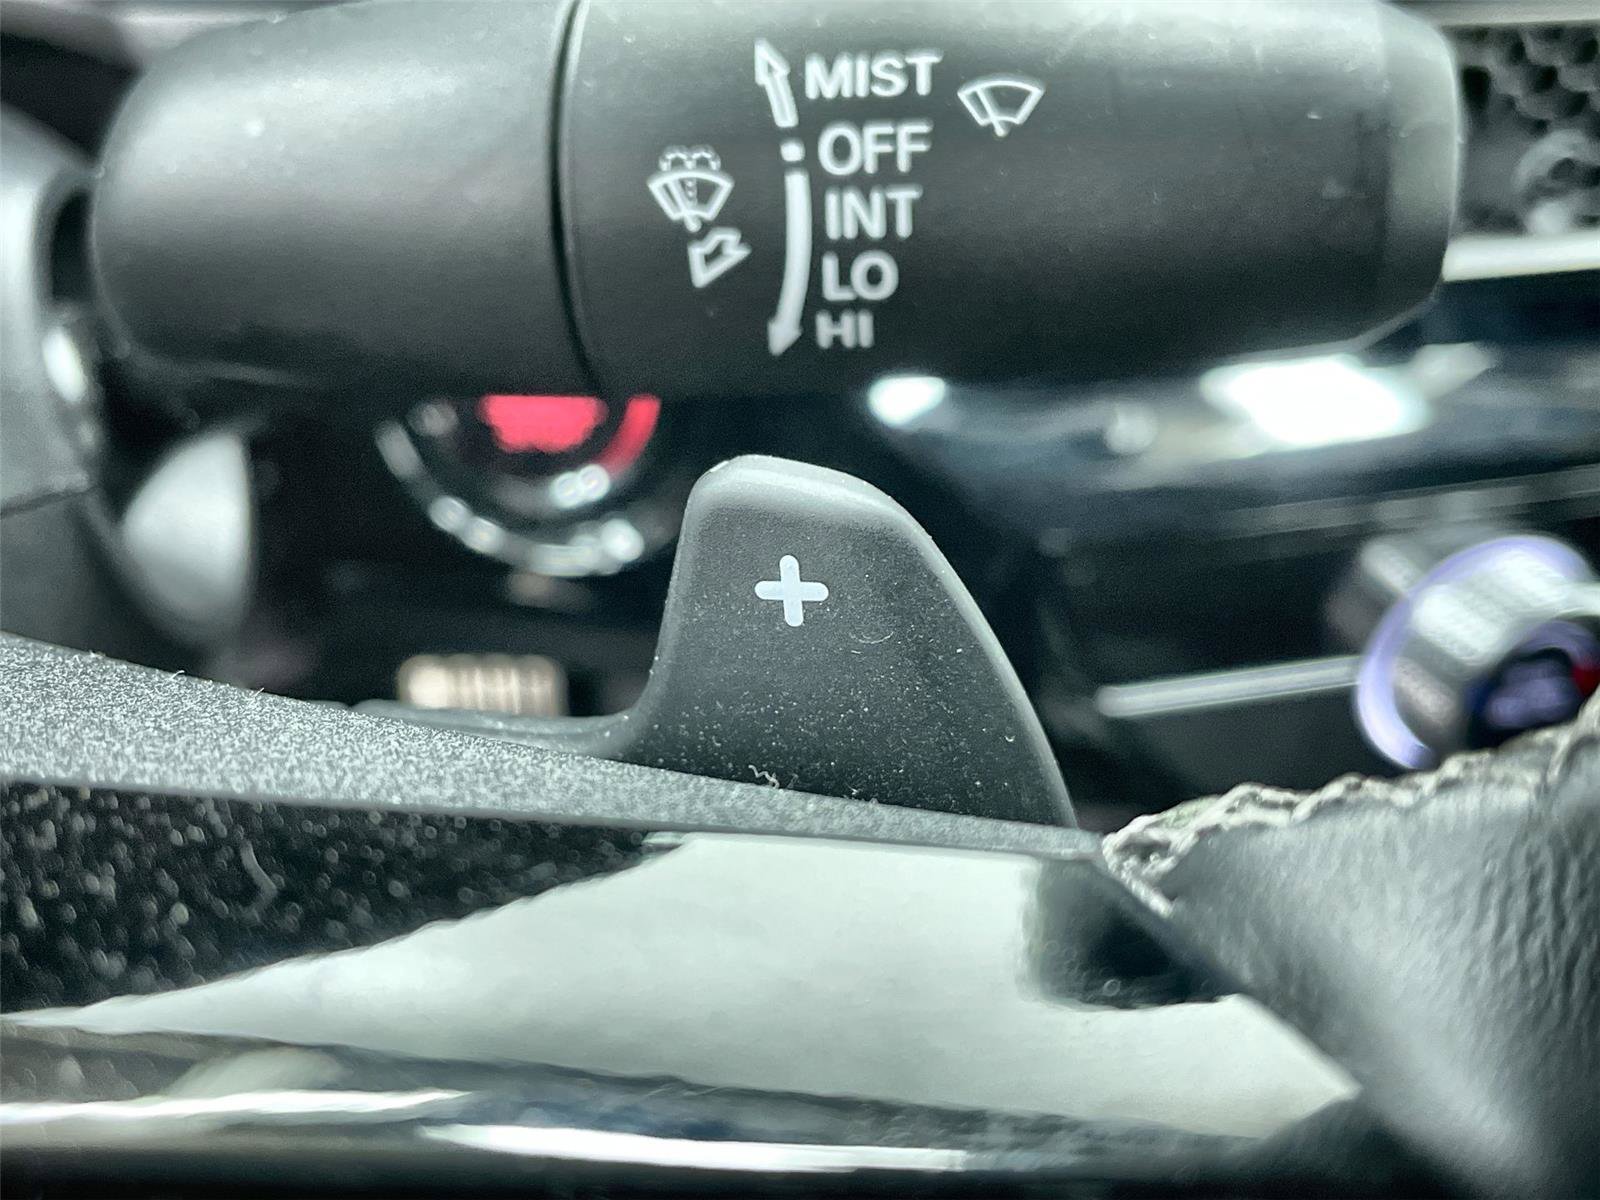 MIST
OFF
INT
LO
HI
+